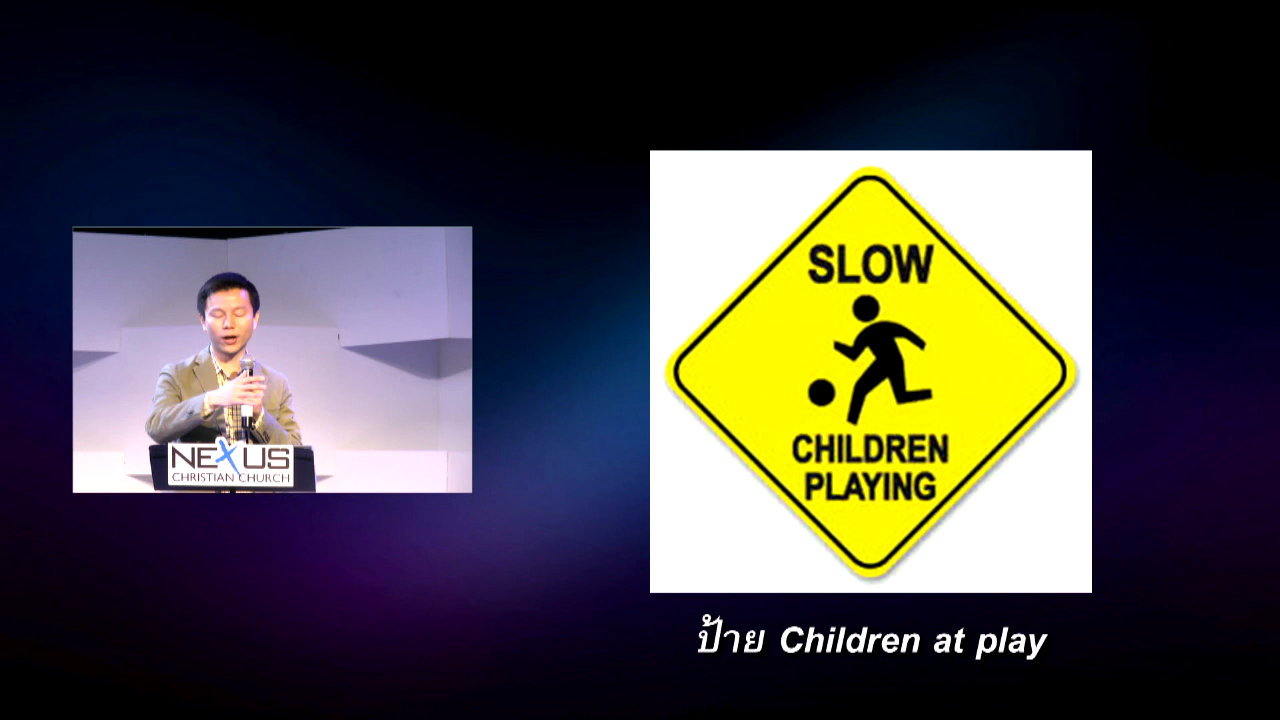 NEXUS
CHRISTIAN CHURCH
SLOW
CHILDREN
PLAYING
ป้าย Children at play